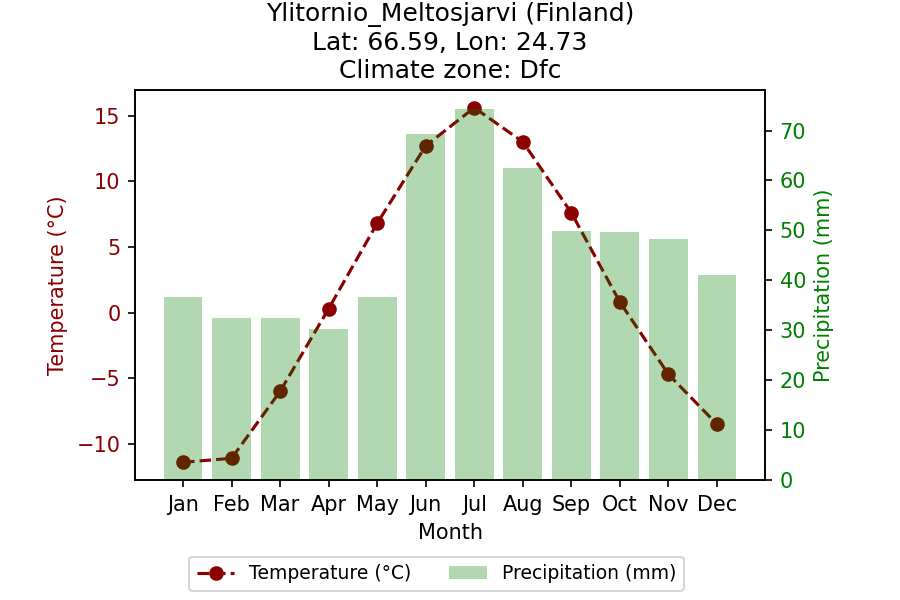 Ylitornio_Meltosjarvi (Finland)
Lat: 66.59, Lon: 24.73
Climate zone: Dfc
Temperature (°C)
15
10
5
0
−5
−10
70
60
50
40
30
20
10
0
Precipitation (mm)
Jan Feb Mar Apr May Jun Jul Aug Sep Oct Nov Dec
Month
Temperature (°C) Precipitation (mm)